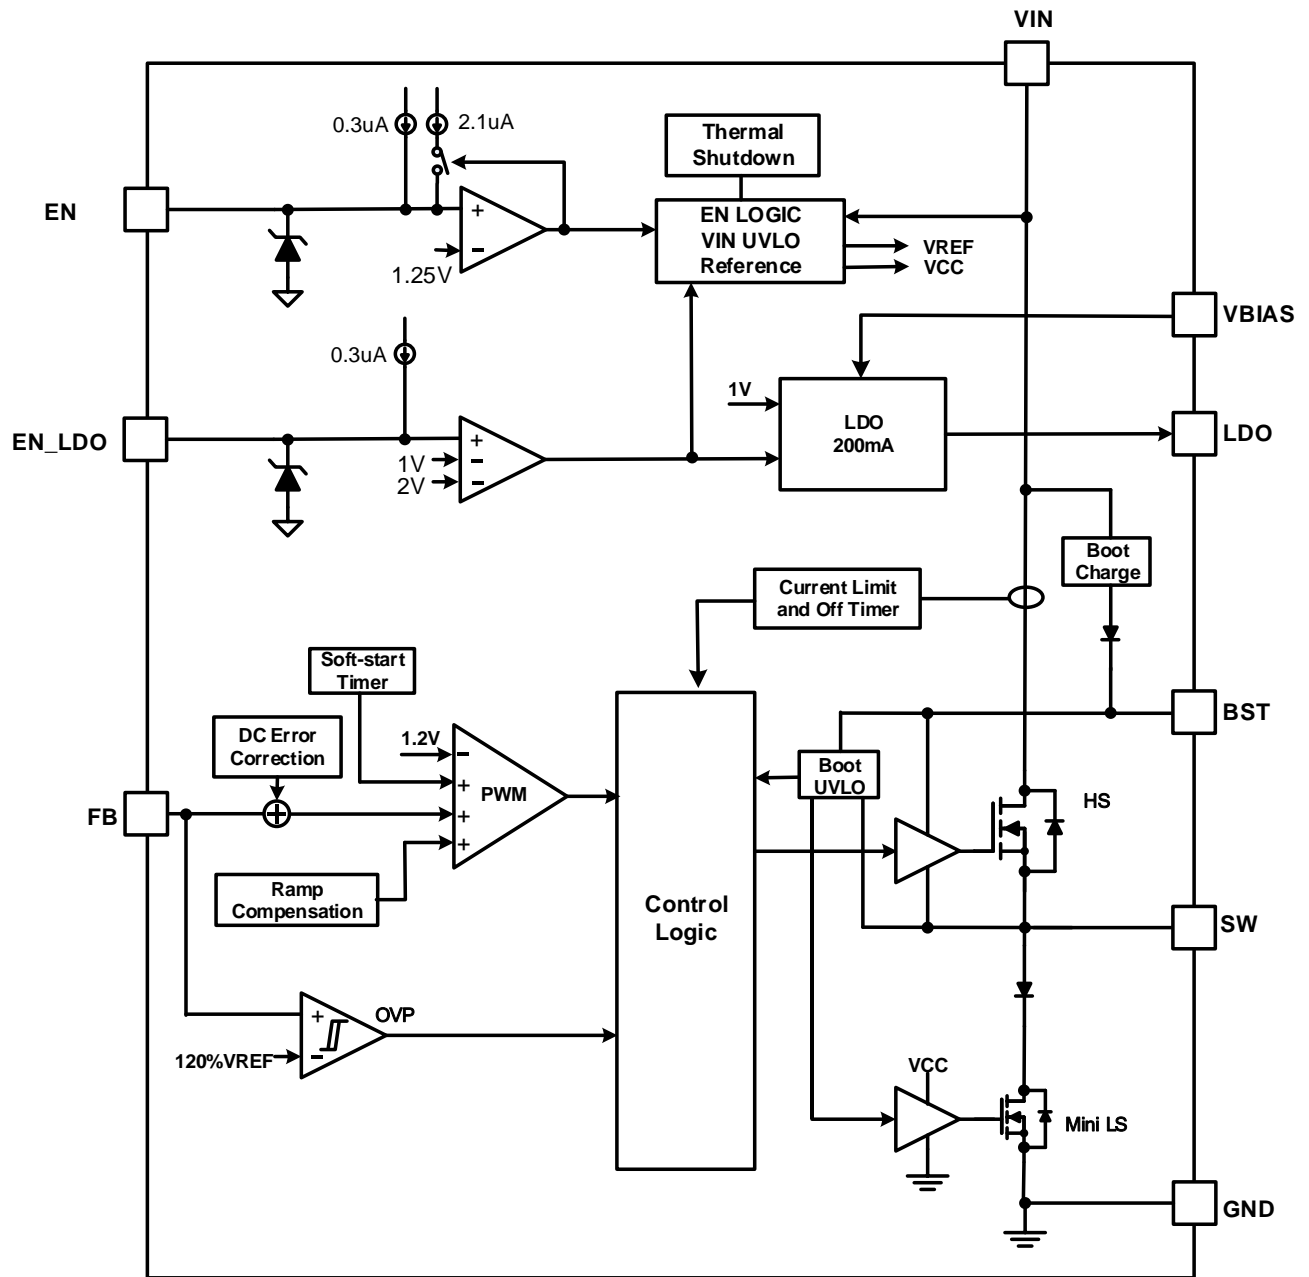 VIN
0.3uA
2.1uA
Thermal
Shutdown
EN
+
−
1.25V
EN LOGIC
VIN UVLO
Reference
VREF
VCC
VBIAS
0.3uA
1V
LDO
200mA
LDO
EN_LDO
+
−
−
1V
2V
Boot
Charge
Current Limit
and Off Timer
Soft-start
Timer
BST
DC Error
Correction
1.2V
−
+
+
+
PWM
Boot
UVLO
HS
FB
Ramp
Compensation
Control
Logic
SW
OVP
+
−
120%VREF
VCC
Mini LS
GND